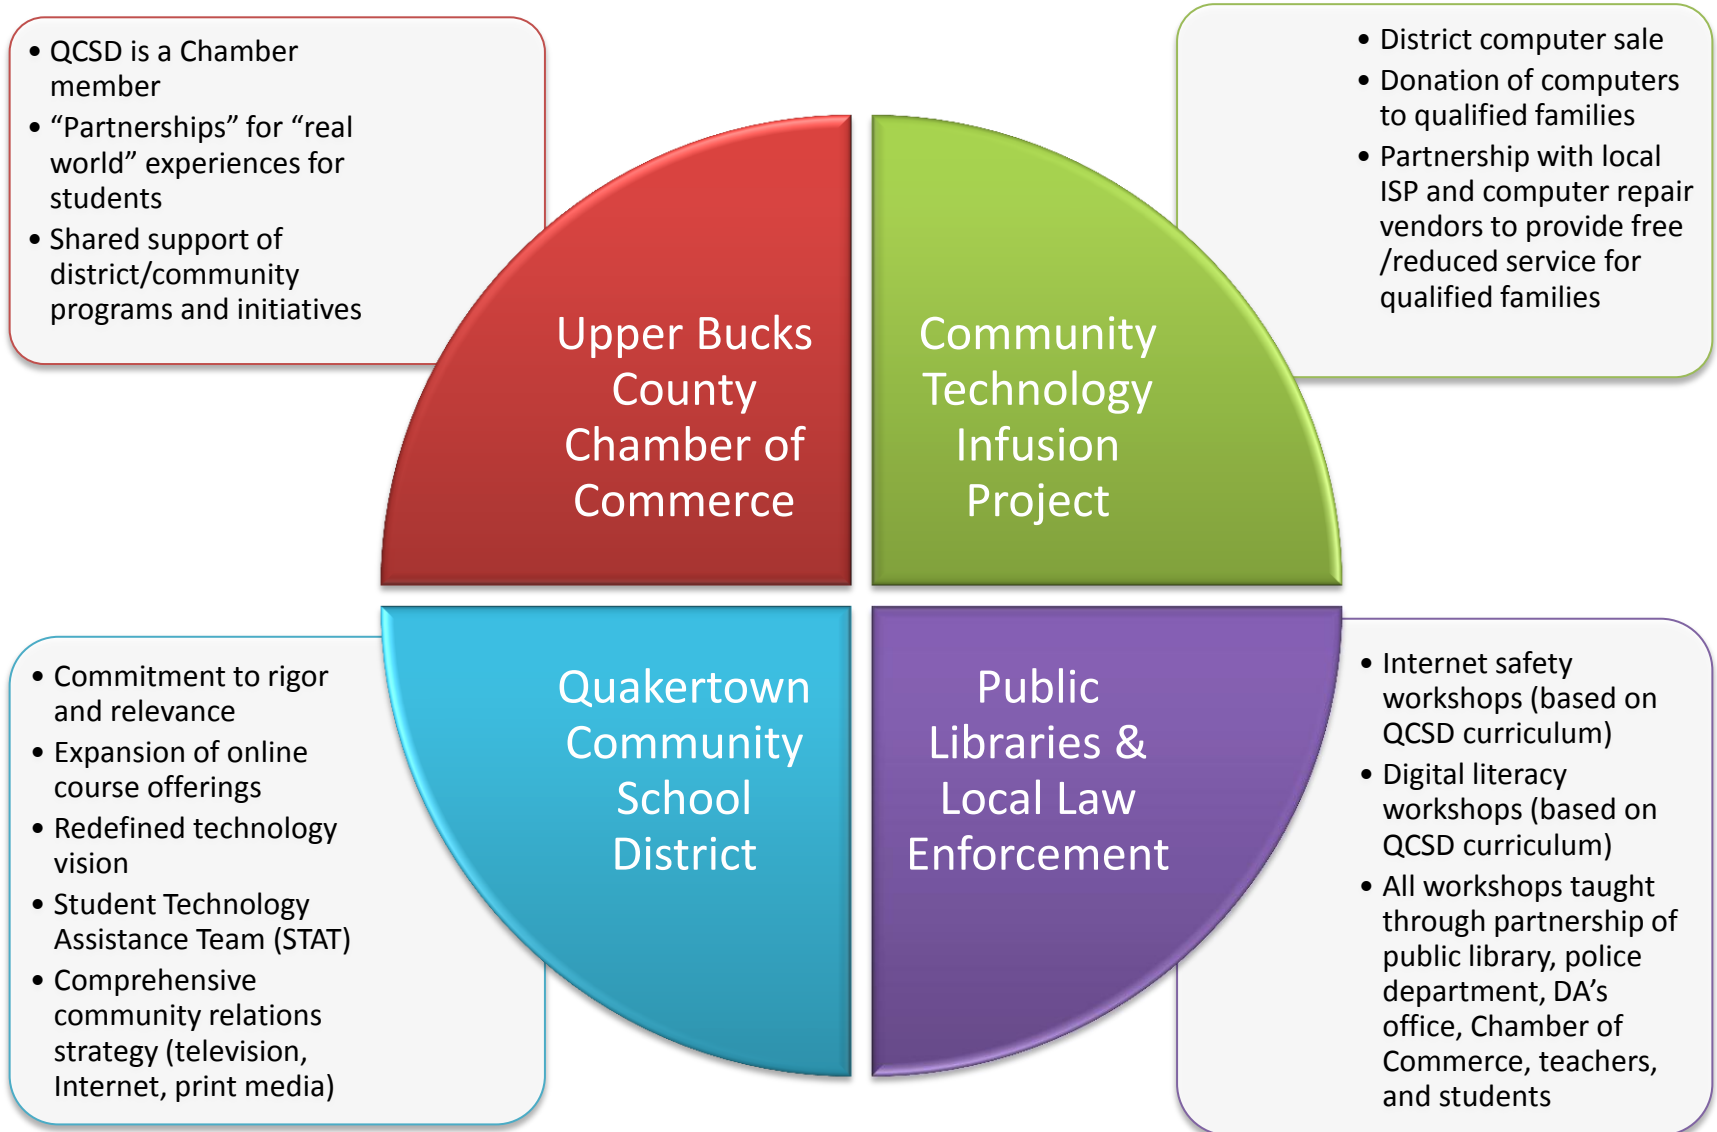 • QCSD is a Chamber
member
• “Partnerships” for “real
world” experiences for
students
• Shared support of
district/community
programs and initiatives
Upper Bucks
County
Chamber of
Commerce
• District computer sale
• Donation of computers
to qualified families
• Partnership with local
ISP and computer repair
vendors to provide free
/reduced service for
qualified families
Community
Technology
Infusion
Project
• Commitment to rigor
and relevance
• Expansion of online
course offerings
• Redefined technology
vision
• Student Technology
Assistance Team (STAT)
• Comprehensive
community relations
strategy (television,
Internet, print media)
Quakertown
Community
School
District
Public
Libraries &
Local Law
Enforcement
• Internet safety
workshops (based on
QCSD curriculum)
• Digital literacy
workshops (based on
QCSD curriculum)
• All workshops taught
through partnership of
public library, police
department, DA’s
office, Chamber of
Commerce, teachers,
and students